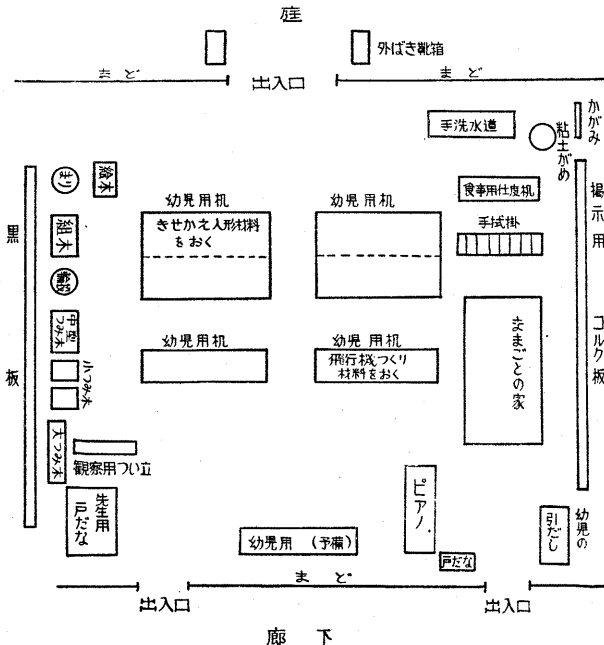 庭
外ばき靴箱
まど
出入口
まど
手洗水道
粘土がめ
かがみ
まり
絵本
食事用仕度机
幼児用机
幼児用机
きせかえ人形材料
をおく
手拭掛
掲示用 コルク板
黒板
組木
輪投
中型
つみ木
小つみ木
幼児用机
幼児用机
飛行機つくり
材料をおく
まゝごとの家
大つみ木
観察用つい立
先生用
戸だな
ピアノ
幼児の
引だし
幼児用 (予備)
戸だな
まど
出入口
出入口
廊下